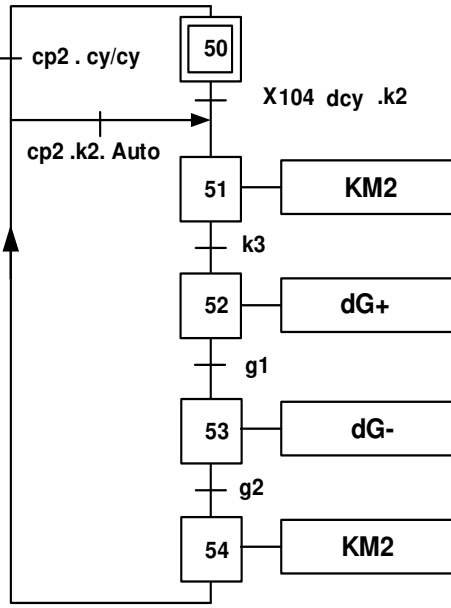 50
cp2 . cy/cy
X104 dcy .k2
cp2 .k2. Auto
51
KM2
k3
52
dG+
g1
53
dG-
g2
54
KM2